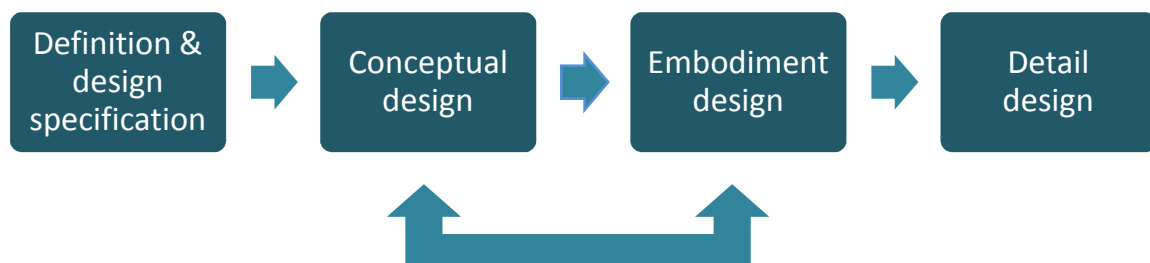 Definition &
design
specification
Conceptual
design
Embodiment
design
Detail
design